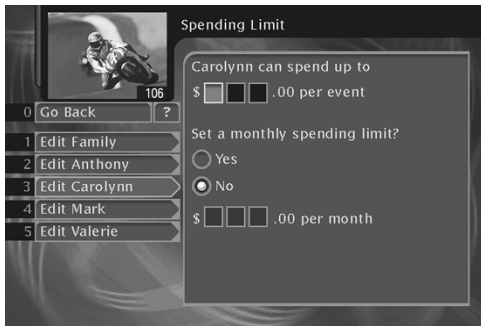 Spending Limit
106
0 Go Back ?
1 Edit Family
2 Edit Anthony
3 Edit Carolynn
4 Edit Mark
5 Edit Valerie
Carolynn can spend up to
$ .00 per event
Set a monthly spending limit?
Yes
No
$ .00 per month